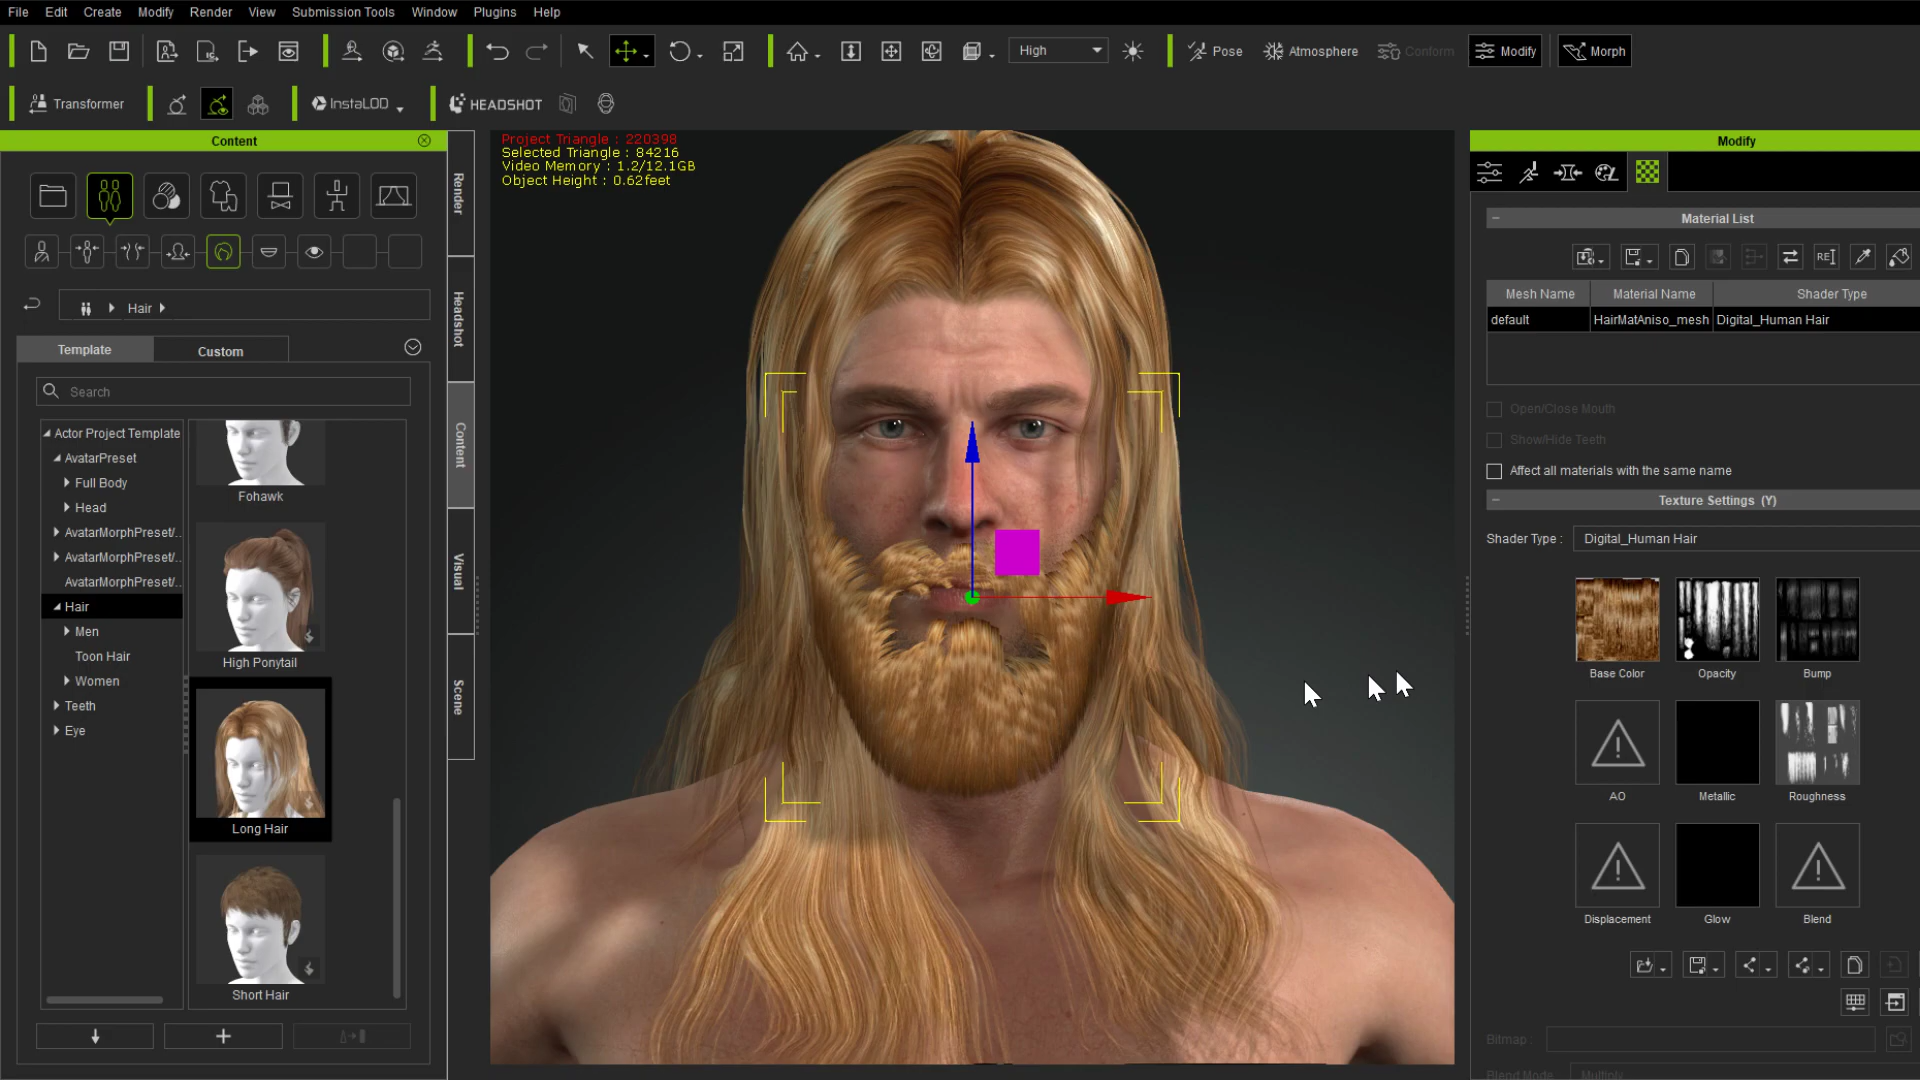 File Edit Create Modify Render View Submission Tools Window Plugins Help
High Pose Atmosphere Conform Modify Morph
Transformer InstaLOD HEADSHOT
Content
Hair
Template Custom
Search
Actor Project Template
AvatarPreset
Full Body
Head
AvatarMorphPreset/..
AvatarMorphPreset/..
AvatarMorphPreset/..
Hair
Men
Toon Hair
Women
Teeth
Eye
Fohawk
High Ponytail
Long Hair
Short Hair
Render
Headshot
Content
Visual
Scene
Project Triangle : 220398
Selected Triangle : 84216
Video Memory : 1.2/12.1GB
Object Height : 0.62feet
Modify
Material List
RE
Mesh Name Material Name Shader Type
default HairMatAniso_mesh Digital_Human Hair
Open/Close Mouth
Show/Hide Teeth
Affect all materials with the same name
Texture Settings (Y)
Shader Type : Digital_Human Hair
Base Color Opacity Bump
AO Metallic Roughness
Displacement Glow Blend
Bitmap :
Blend Mode Multiply